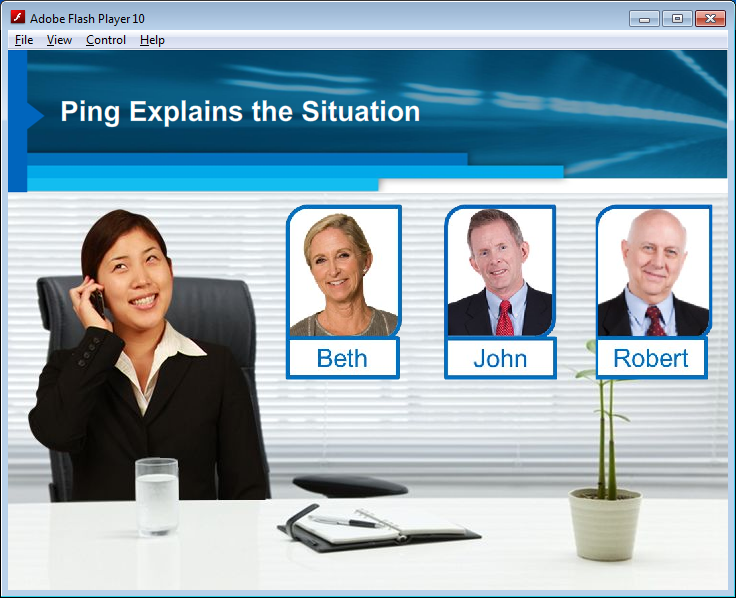 Adobe Flash Player 10
File View Control Help
Ping Explains the Situation
Beth John Robert